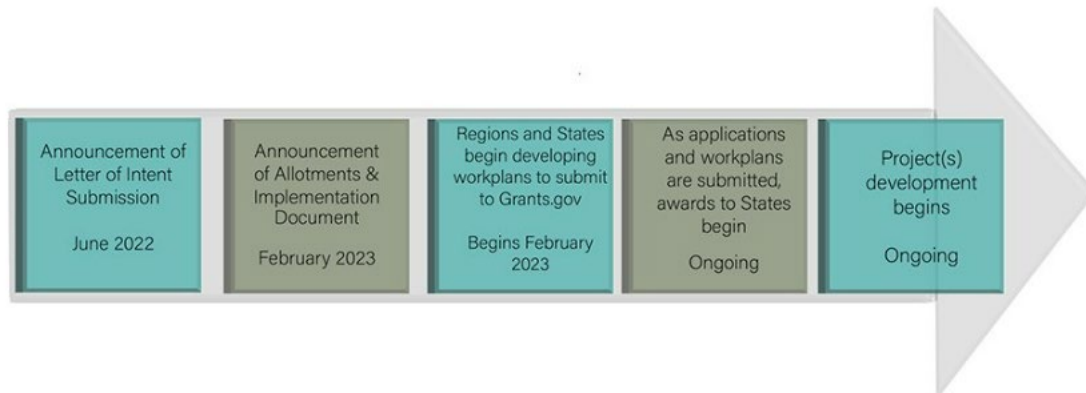 Announcement of
Letter of Intent
Submission
June 2022
Announcement
of Allotments &
Implementation
Document
February 2023
Regions and States
begin developing
workplans to submit
to Grants.gov
Begins February
2023
As applications
and workplans
are submitted,
awards to States
begin
Ongoing
Project(s)
development
begins
Ongoing